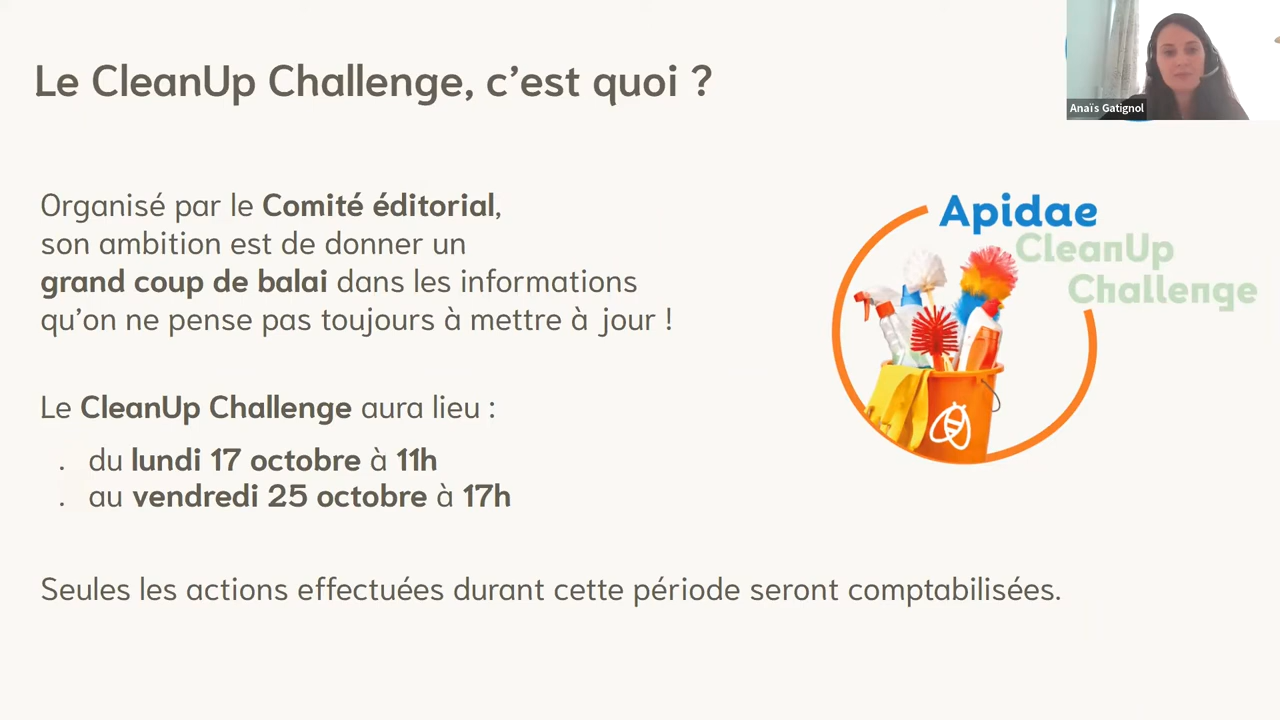 Le CleanUp Challenge, c’est quoi ?
Anaïs Gatignol
Organisé par le Comité éditorial,
son ambition est de donner un
grand coup de balai dans les informations
qu’on ne pense pas toujours à mettre à jour !
Apidae
CleanUp
Challenge
Le CleanUp Challenge aura lieu :
. du lundi 17 octobre à 11h
. au vendredi 25 octobre à 17h
Seules les actions effectuées durant cette période seront comptabilisées.